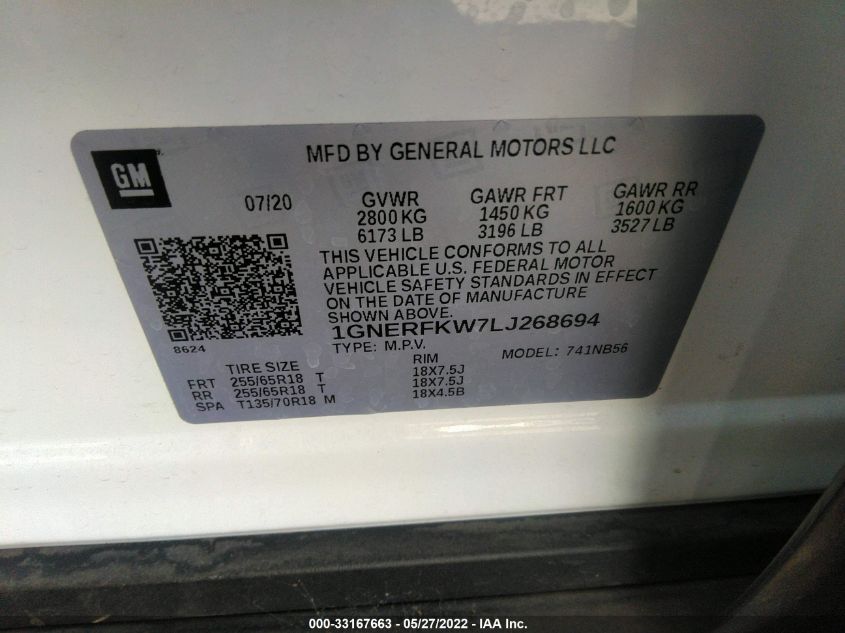 GM
MFD BY GENERAL MOTORS LLC
07/20 GVWR GAWR FRT GAWR RR
2800 KG 1450 KG 1600 KG
6173 LB 3196 LB 3527 LB
THIS VEHICLE CONFORMS TO ALL
APPLICABLE U.S. FEDERAL MOTOR
VEHICLE SAFETY STANDARDS IN EFFECT
ON THE DATE OF MANUFACTURE
1GNERFKW7LJ268694
8624 TYPE: M.P.V. MODEL: 741NB56
TIRE SIZE RIM
FRT 255/65R18 T 18X7.5J
RR 255/65R18 T 18X7.5J
SPA T135/70R18 M 18X4.5B
000-33167663 - 05/27/2022 - IAA Inc.